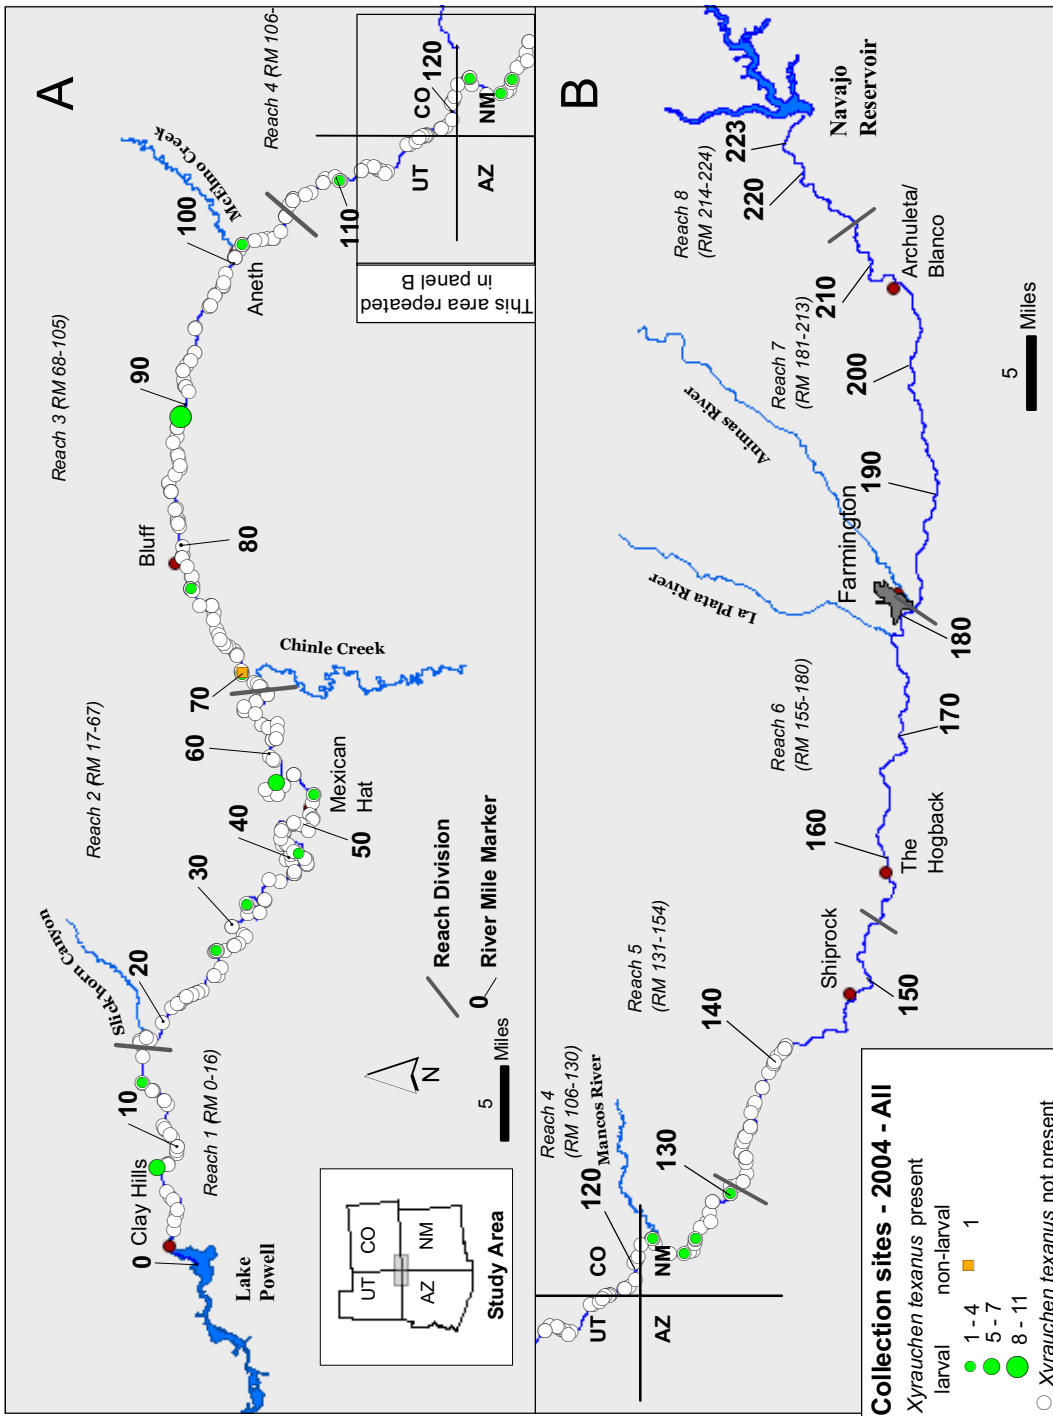 A
Reach 1 (RM 0-16)
Reach 2 (RM 17-67)
Reach 3 (RM 68-105)
Reach 4 (RM 106-
Slick horn Canyon
McElmo Creek
Chinle Creek
Lake
Powell
Clay Hills
Mexican
Hat
Bluff
Aneth
0
10
20
30
40
50
60
70
80
90
100
110
120
UT
CO
AZ
NM
This area repeated
in panel B
Study Area
UT
CO
AZ
NM
N
5
Miles
Reach Division
0 River Mile Marker
B
Reach 4
(RM 106-130)
Mancos River
Reach 5
(RM 131-154)
Reach 6
(RM 155-180)
Reach 7
(RM 181-213)
Reach 8
(RM 214-224)
La Plata River
Animas River
Navajo
Reservoir
Shiprock
The
Hogback
Farmington
Archuleta/
Blanco
UT
CO
AZ
NM
120
130
140
150
160
170
180
190
200
210
220
223
5
Miles
Collection sites - 2004 - All
Xyrauchen texanus present
larval non-larval
1 - 4 1
5 - 7
8 - 11
Xyrauchen texanus not present